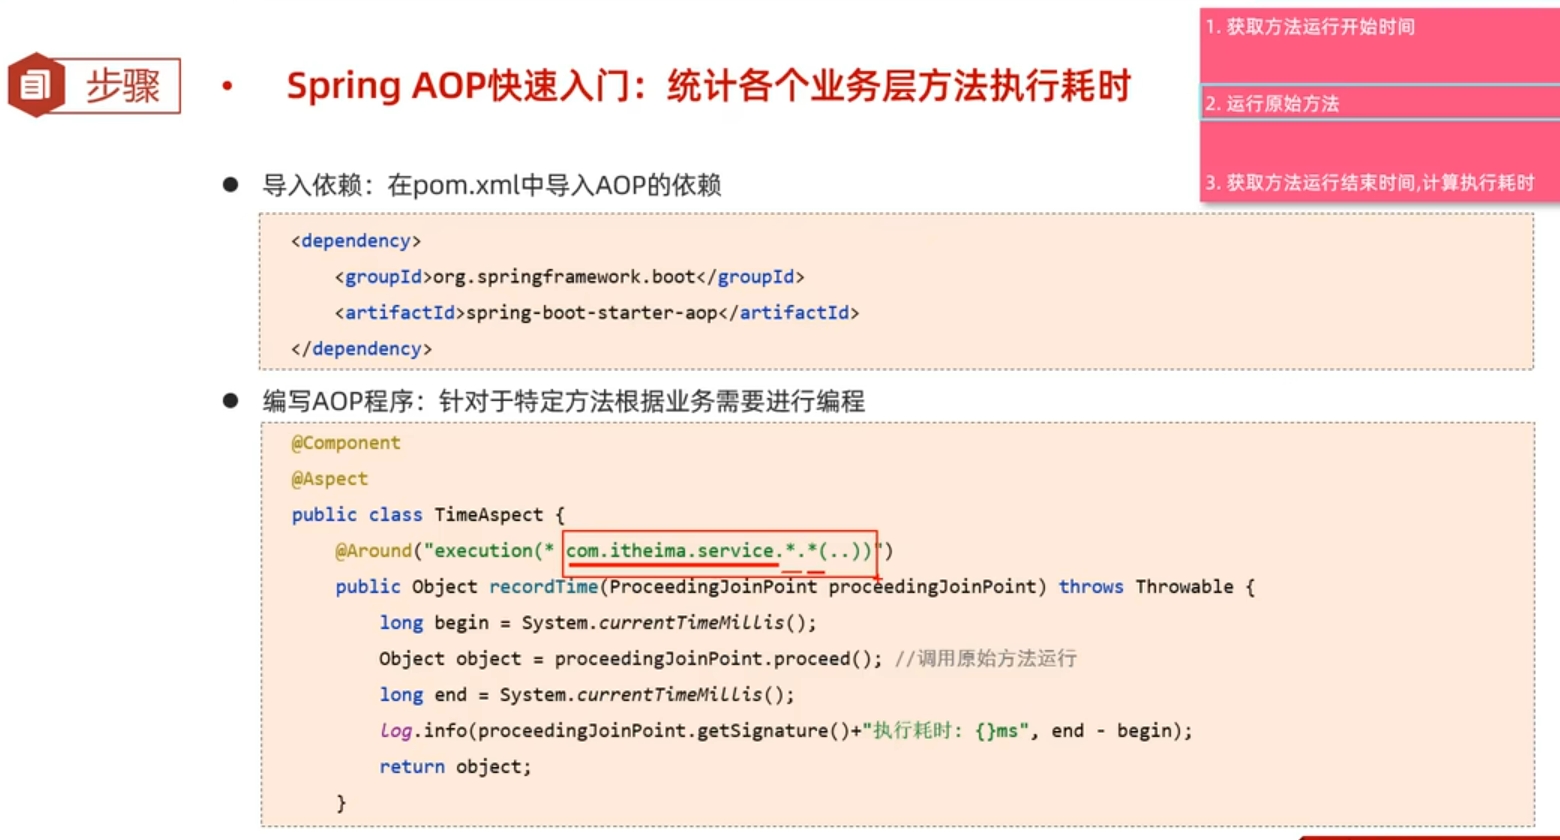 步骤
• Spring AOP快速入门：统计各个业务层方法执行耗时
1. 获取方法运行开始时间
2. 运行原始方法
3. 获取方法运行结束时间,计算执行耗时
● 导入依赖：在pom.xml中导入AOP的依赖
<dependency>
    <groupId>org.springframework.boot</groupId>
    <artifactId>spring-boot-starter-aop</artifactId>
</dependency>
● 编写AOP程序：针对于特定方法根据业务需要进行编程
@Component
@Aspect
public class TimeAspect {
    @Around("execution(* com.itheima.service.*.*(..))")
    public Object recordTime(ProceedingJoinPoint proceedingJoinPoint) throws Throwable {
        long begin = System.currentTimeMillis();
        Object object = proceedingJoinPoint.proceed(); //调用原始方法运行
        long end = System.currentTimeMillis();
        log.info(proceedingJoinPoint.getSignature()+"执行耗时: {}ms", end - begin);
        return object;
    }